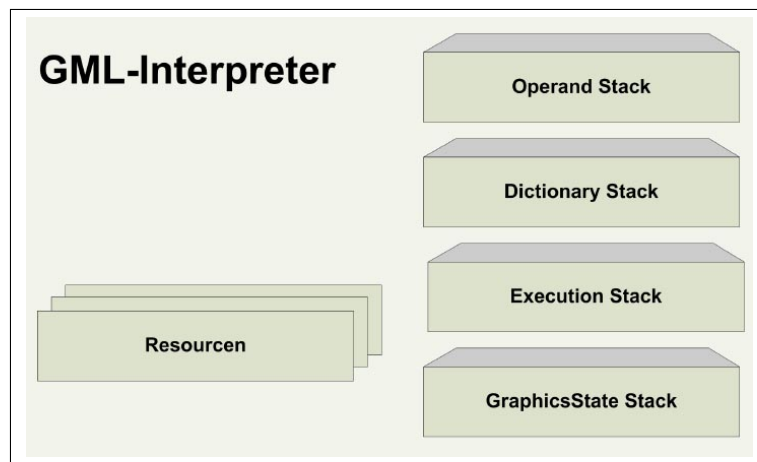 GML-Interpreter
Operand Stack
Dictionary Stack
Execution Stack
Resourcen
GraphicsState Stack